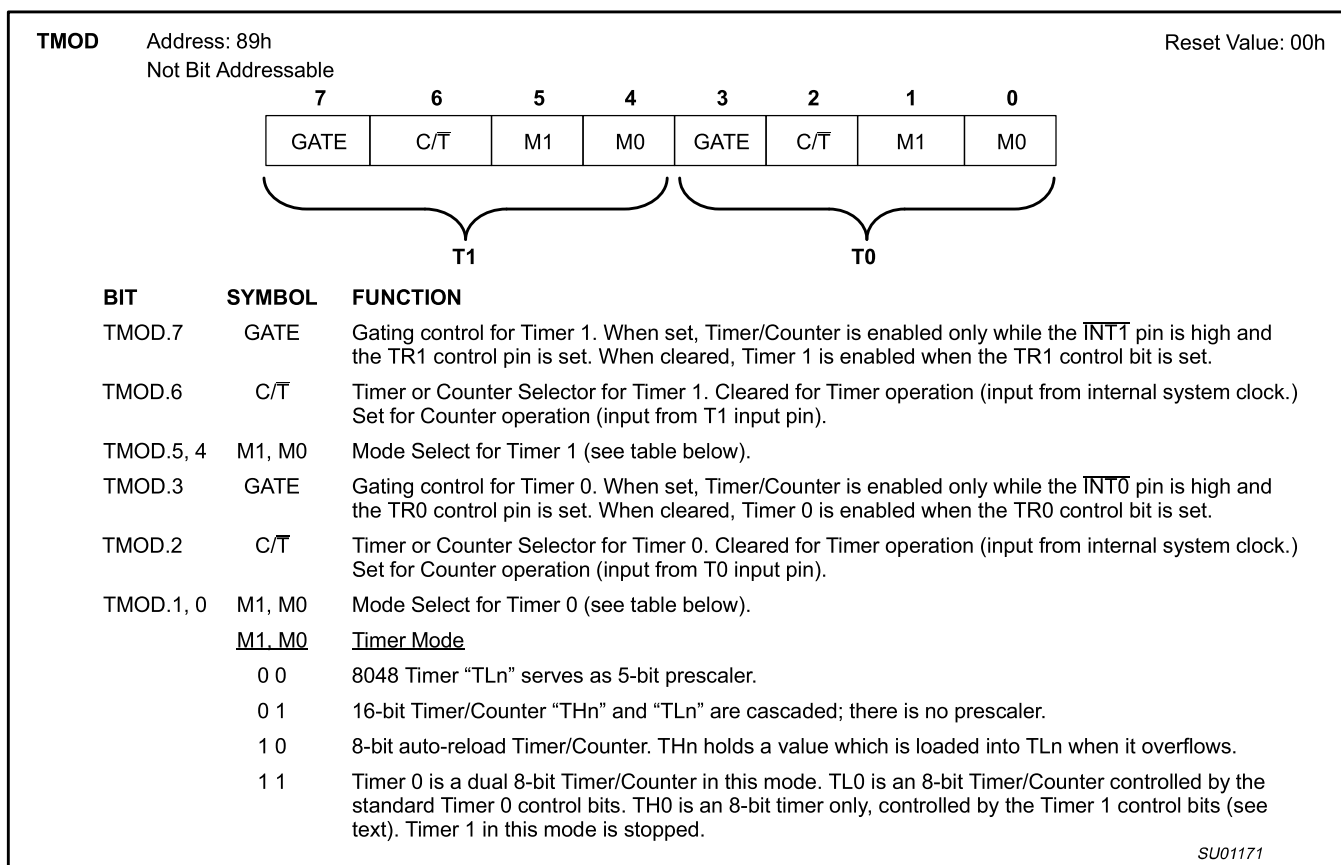 TMOD Address: 89h Reset Value: 00h
Not Bit Addressable
7 6 5 4 3 2 1 0
GATE C/T̅ M1 M0 GATE C/T̅ M1 M0
T1 T0
BIT SYMBOL FUNCTION
TMOD.7 GATE Gating control for Timer 1. When set, Timer/Counter is enabled only while the I̅N̅T̅1̅ pin is high and
the TR1 control pin is set. When cleared, Timer 1 is enabled when the TR1 control bit is set.
TMOD.6 C/T̅ Timer or Counter Selector for Timer 1. Cleared for Timer operation (input from internal system clock.)
Set for Counter operation (input from T1 input pin).
TMOD.5, 4 M1, M0 Mode Select for Timer 1 (see table below).
TMOD.3 GATE Gating control for Timer 0. When set, Timer/Counter is enabled only while the I̅N̅T̅0̅ pin is high and
the TR0 control pin is set. When cleared, Timer 0 is enabled when the TR0 control bit is set.
TMOD.2 C/T̅ Timer or Counter Selector for Timer 0. Cleared for Timer operation (input from internal system clock.)
Set for Counter operation (input from T0 input pin).
TMOD.1, 0 M1, M0 Mode Select for Timer 0 (see table below).
M1, M0 Timer Mode
0 0 8048 Timer “TLn” serves as 5-bit prescaler.
0 1 16-bit Timer/Counter “THn” and “TLn” are cascaded; there is no prescaler.
1 0 8-bit auto-reload Timer/Counter. THn holds a value which is loaded into TLn when it overflows.
1 1 Timer 0 is a dual 8-bit Timer/Counter in this mode. TL0 is an 8-bit Timer/Counter controlled by the
standard Timer 0 control bits. TH0 is an 8-bit timer only, controlled by the Timer 1 control bits (see
text). Timer 1 in this mode is stopped.
SU01171